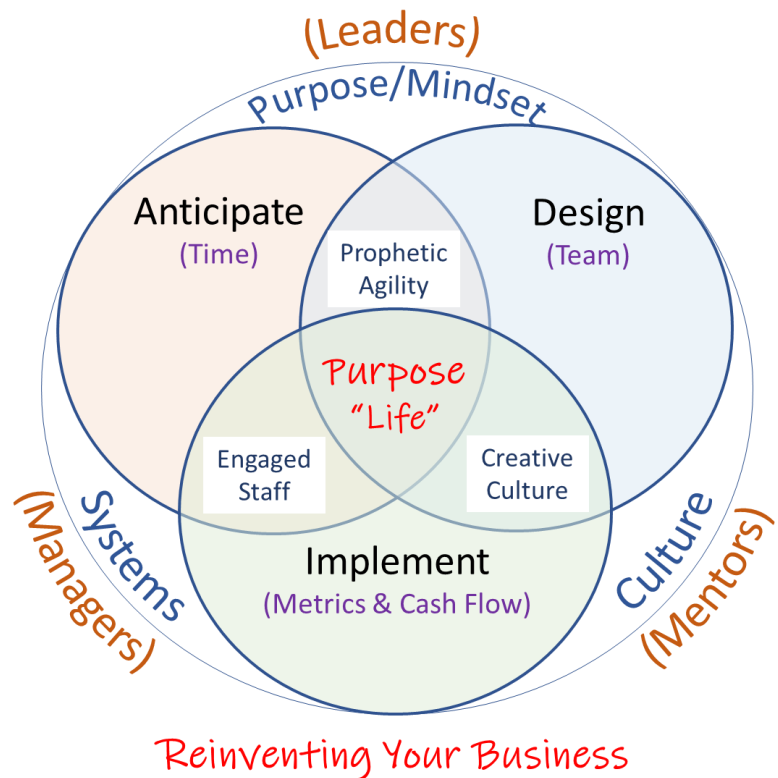 (Leaders)
Purpose/Mindset
Anticipate
(Time)
Design
(Team)
Prophetic
Agility
Purpose
“Life”
Engaged
Staff
Creative
Culture
Systems
(Managers)
Culture
(Mentors)
Implement
(Metrics & Cash Flow)
Reinventing Your Business